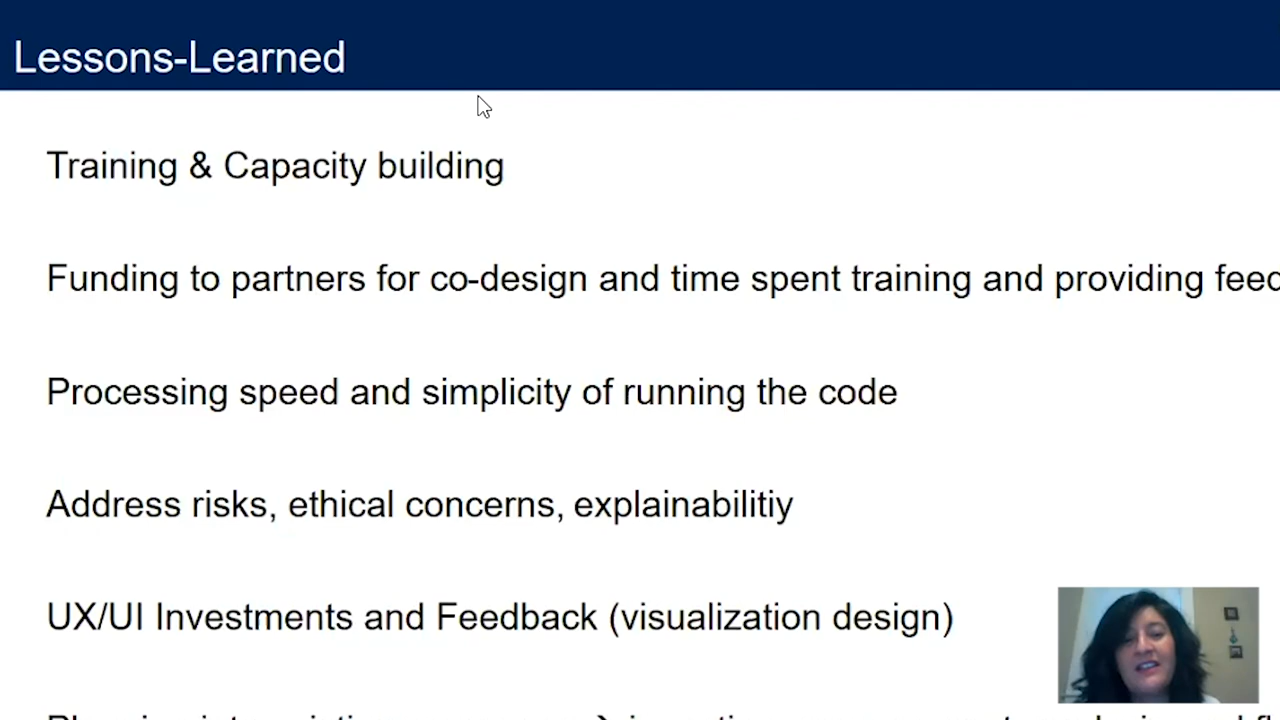 Lessons-Learned
Training & Capacity building
Funding to partners for co-design and time spent training and providing
Processing speed and simplicity of running the code
Address risks, ethical concerns, explainabilitiy
UX/UI Investments and Feedback (visualization design)